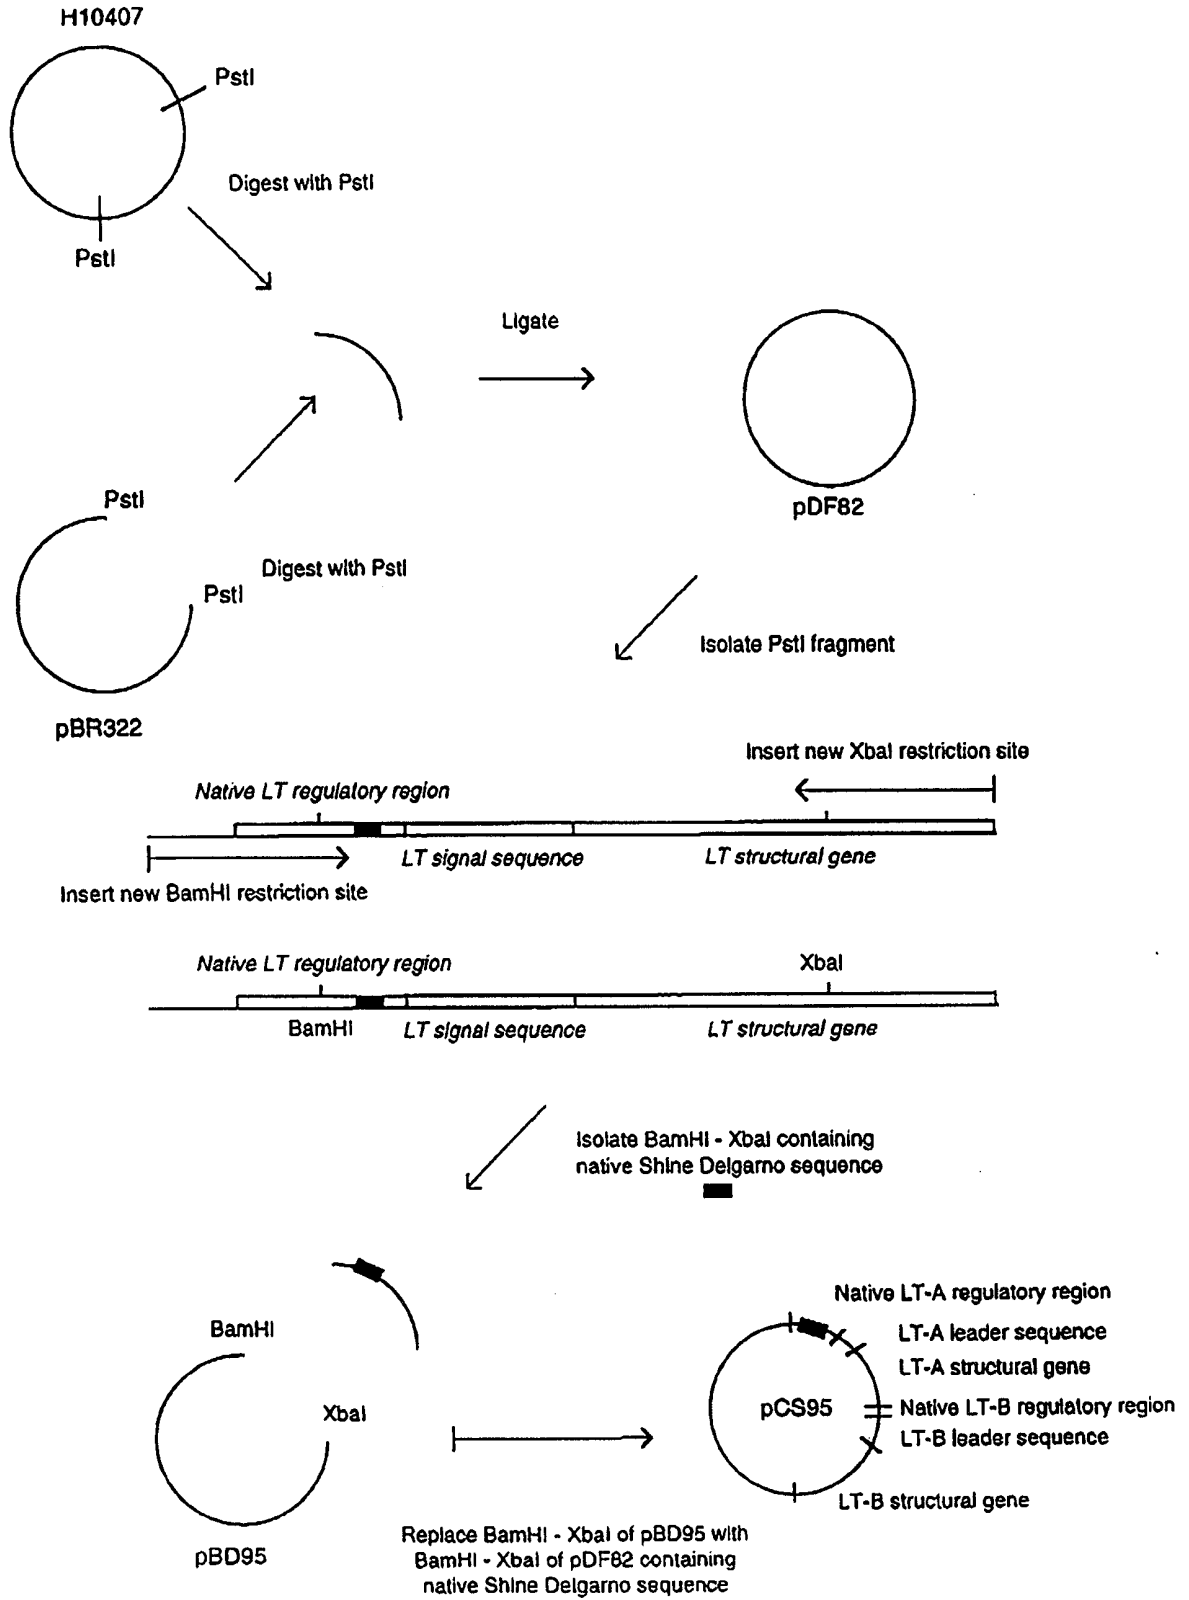 H10407
PstI
Digest with PstI
PstI
Ligate
pDF82
PstI
Digest with PstI
PstI
pBR322
Isolate PstI fragment
Insert new XbaI restriction site
Native LT regulatory region
LT signal sequence
LT structural gene
Insert new BamHI restriction site
Native LT regulatory region
XbaI
BamHI
LT signal sequence
LT structural gene
Isolate BamHI - XbaI containing
native Shine Delgarno sequence
BamHI
XbaI
pBD95
Replace BamHI - XbaI of pBD95 with
BamHI - XbaI of pDF82 containing
native Shine Delgarno sequence
Native LT-A regulatory region
LT-A leader sequence
LT-A structural gene
pCS95
Native LT-B regulatory region
LT-B leader sequence
LT-B structural gene